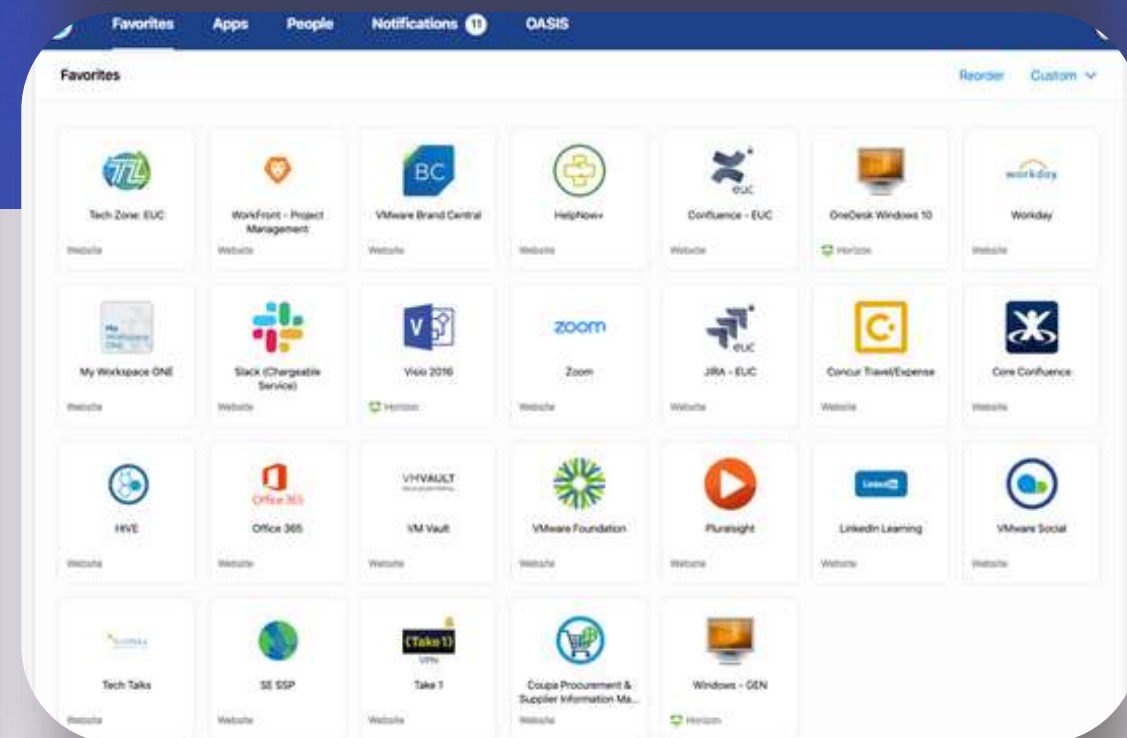 Favorites Apps People Notifications 11 OASIS
Favorites Reorder Custom
BC euc workday
Tech Zone: EUC WorkFront - Project Management VMware Brand Central HelpNow+ Confluence - EUC OneDesk Windows 10 Workday
Website Website Website Website Website Horizon Website
My Workspace ONE V zoom euc C
My Workspace ONE Slack (Chargeable Service) Visio 2016 Zoom JIRA - EUC Concur Travel/Expense Core Confluence
Website Website Horizon Website Website Website Website
Office 365 VMVAULT LinkedIn
HIVE Office 365 VM Vault VMware Foundation Pluralsight LinkedIn Learning VMware Social
Website Website Website Website Website Website Website
{Take 1}
VPN
Tech Talks SE SSP Take 1 Coupa Procurement & Supplier Information Ma... Windows - GEN
Website Website Website Website Horizon